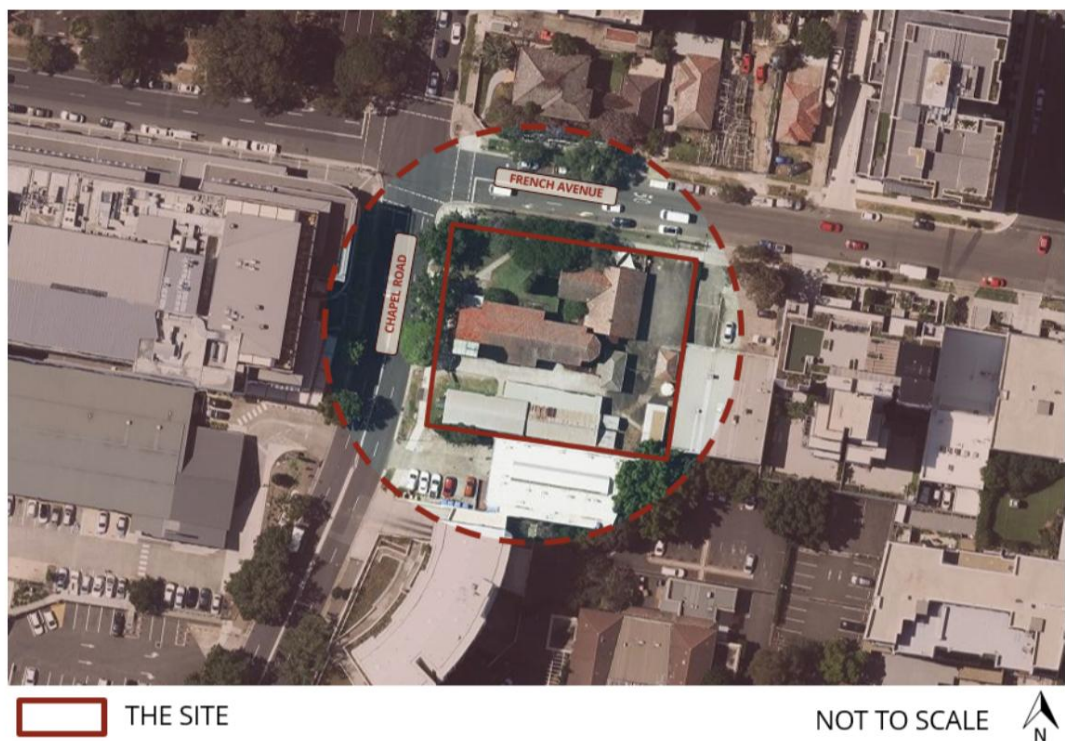 FRENCH AVENUE
CHAPEL ROAD
THE SITE
NOT TO SCALE
N